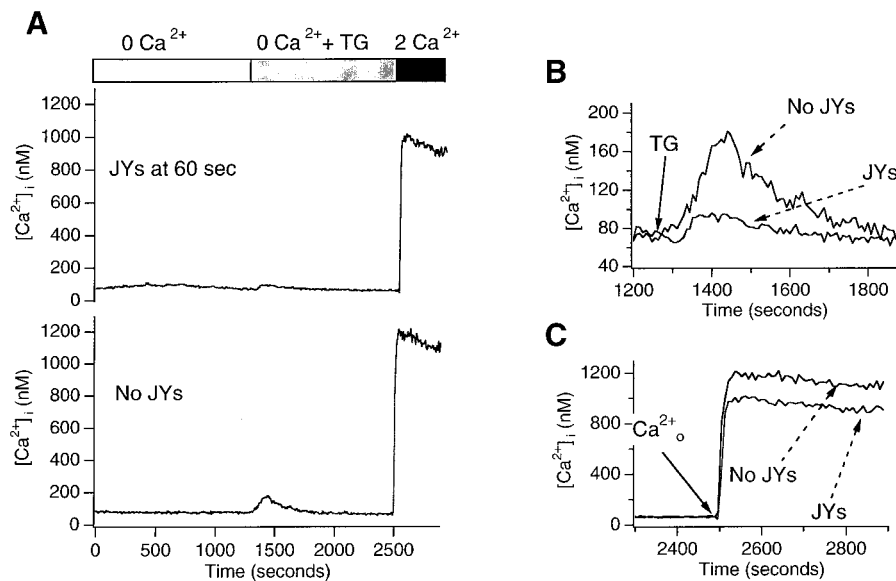 A
0 Ca 2+ 0 Ca2+ + TG 2 Ca2+
1200
1000
800
600
400
200
0
[Ca2+]i (nM)
JYs at 60 sec
1200
1000
800
600
400
200
0
[Ca2+]i (nM)
No JYs
0 500 1000 1500 2000 2500
Time (seconds)
B
200
160
120
80
40
[Ca2+]i (nM)
TG
No JYs
JYs
1200 1400 1600 1800
Time (seconds)
C
1200
800
400
0
[Ca2+]i (nM)
Ca2+o
No JYs
JYs
2400 2600 2800
Time (seconds)